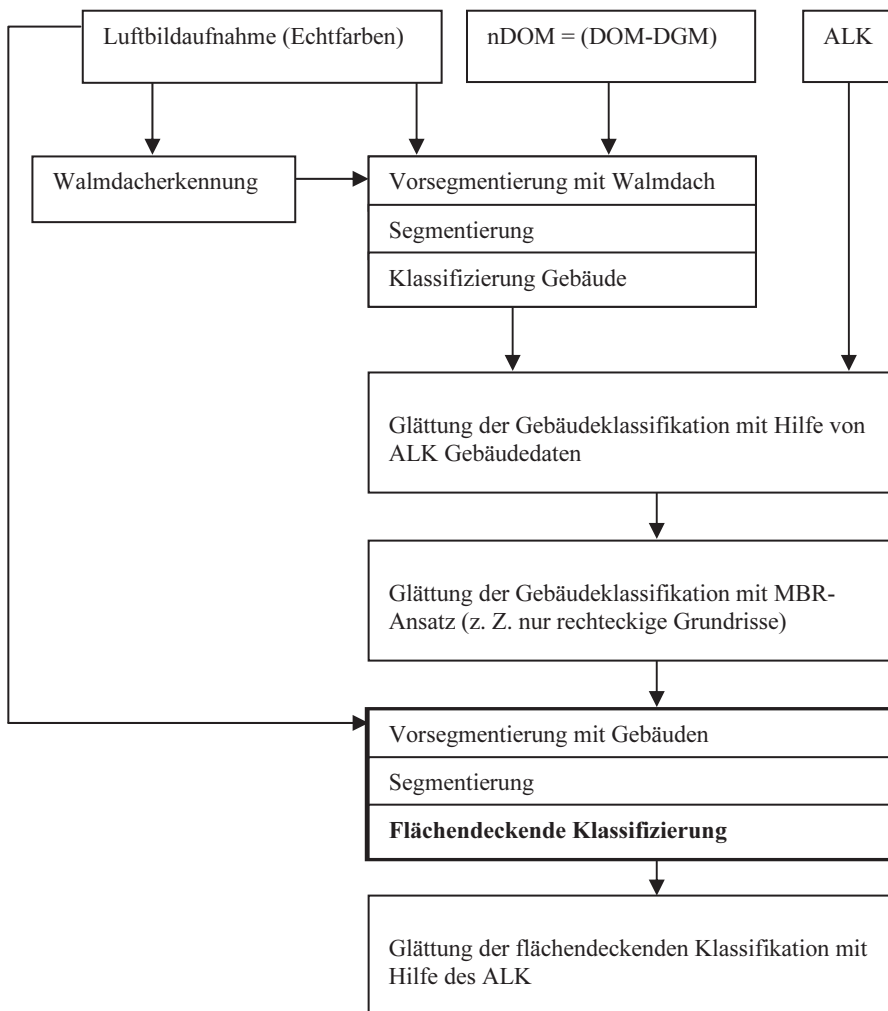 Luftbildaufnahme (Echtfarben)
nDOM = (DOM-DGM)
ALK
Walmdacherkennung
Vorsegmentierung mit Walmdach
Segmentierung
Klassifizierung Gebäude
Glättung der Gebäudeklassifikation mit Hilfe von
ALK Gebäudedaten
Glättung der Gebäudeklassifikation mit MBR-
Ansatz (z. Z. nur rechteckige Grundrisse)
Vorsegmentierung mit Gebäuden
Segmentierung
Flächendeckende Klassifizierung
Glättung der flächendeckenden Klassifikation mit
Hilfe des ALK